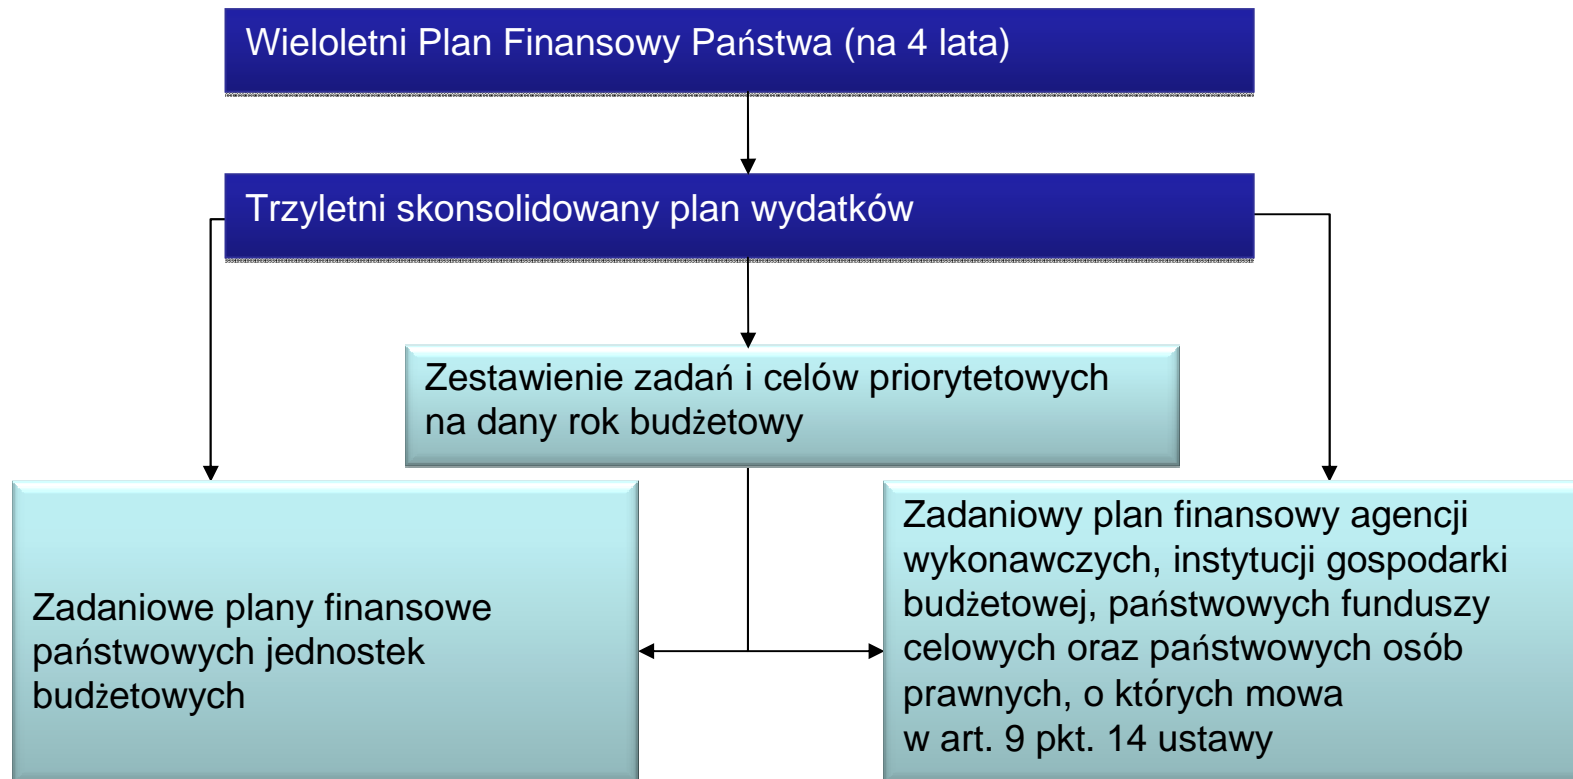 Wieloletni Plan Finansowy Państwa (na 4 lata)
Trzyletni skonsolidowany plan wydatków
Zestawienie zadań i celów priorytetowych
na dany rok budżetowy
Zadaniowe plany finansowe
państwowych jednostek
budżetowych
Zadaniowy plan finansowy agencji
wykonawczych, instytucji gospodarki
budżetowej, państwowych funduszy
celowych oraz państwowych osób
prawnych, o których mowa
w art. 9 pkt. 14 ustawy